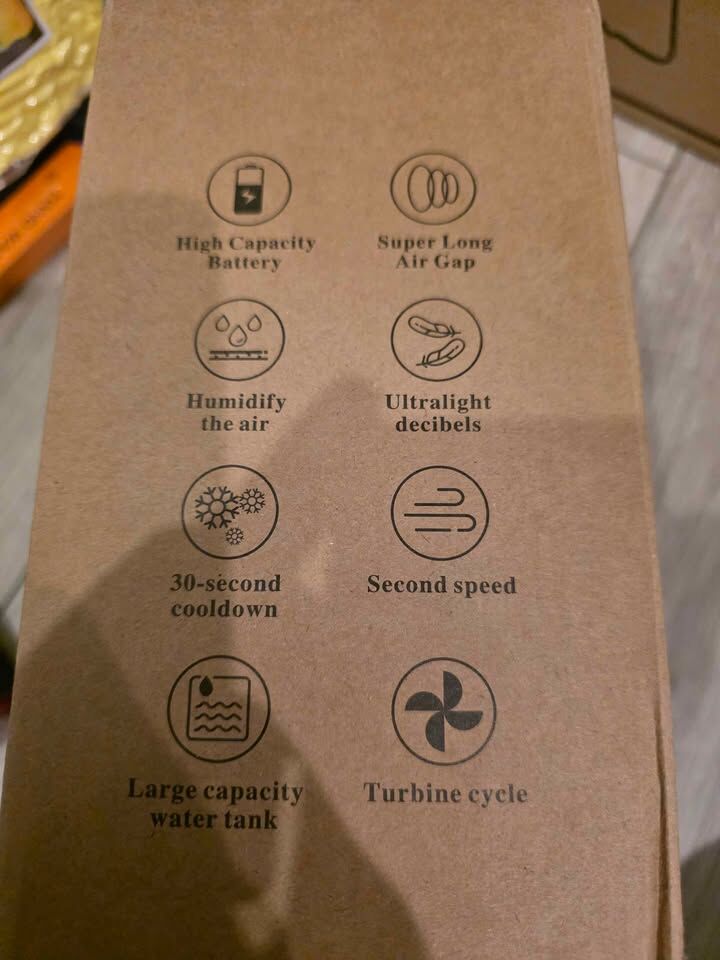 High Capacity
Battery
Super Long
Air Gap
Humidify
the air
Ultralight
decibels
30-second
cooldown
Second speed
Large capacity
water tank
Turbine cycle